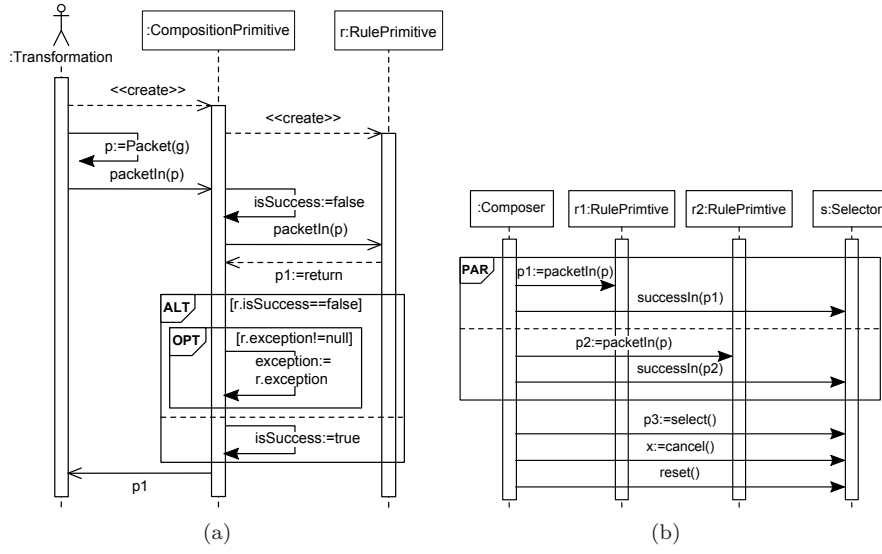 :Transformation
:CompositionPrimitive
r:RulePrimitive
<<create>>
<<create>>
p:=Packet(g)
packetIn(p)
isSuccess:=false
packetIn(p)
p1:=return
ALT
[r.isSuccess==false]
OPT
[r.exception!=null]
exception:=
r.exception
isSuccess:=true
p1
(a)
:Composer
r1:RulePrimtive
r2:RulePrimtive
s:Selector
PAR
p1:=packetIn(p)
successIn(p1)
p2:=packetIn(p)
successIn(p2)
p3:=select()
x:=cancel()
reset()
(b)